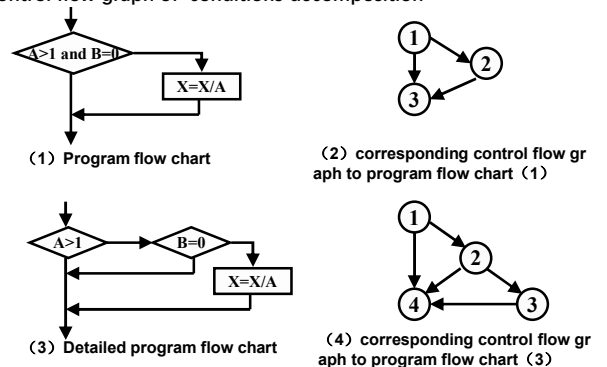 control flow graph of conditions decomposition
A>1 and B=0
X=X/A
1
2
3
（1）Program flow chart
（2）corresponding control flow gr
aph to program flow chart（1）
A>1
B=0
X=X/A
1
2
4
3
（3）Detailed program flow chart
（4）corresponding control flow gr
aph to program flow chart（3）